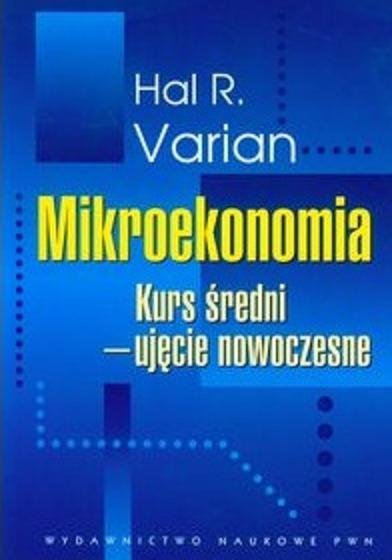 Hal R.
Varian
Mikroekonomia
Kurs średni
– ujęcie nowoczesne
WYDAWNICTWO NAUKOWE PWN